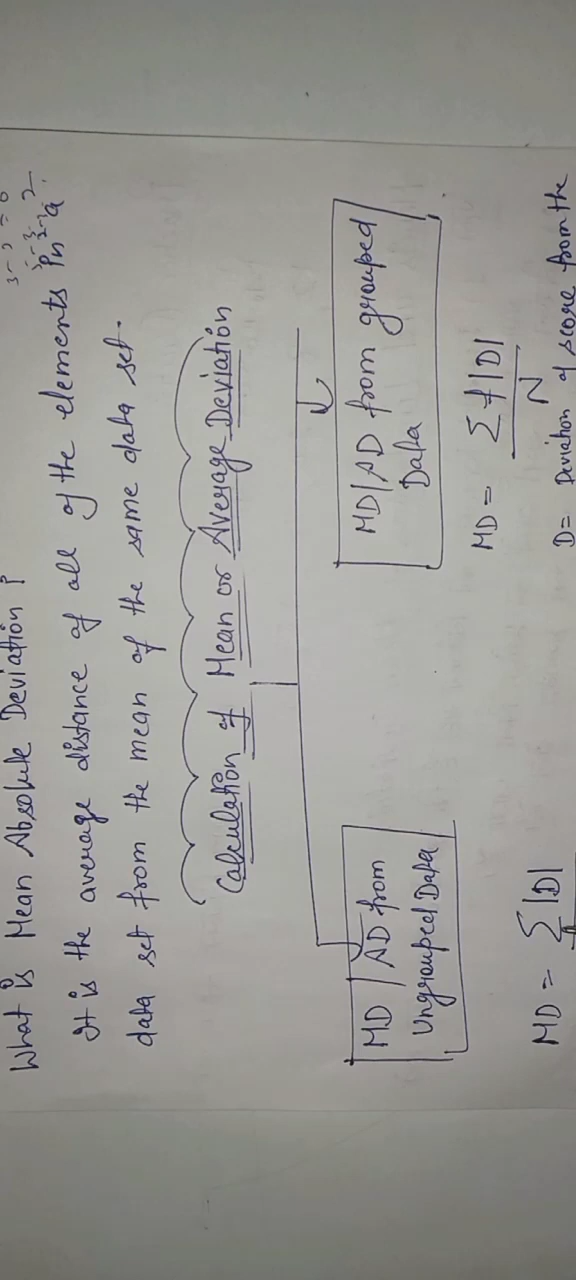 What is Mean Absolute Deviation?
It is the average distance of all of the elements in a
data set from the mean of the same data set.
Calculation of Mean or Average Deviation
MD | AD from
Ungrouped Data
MD | AD from grouped
Data
MD = Σ |D|
MD = Σ f |D|
N
D = Deviation of score from the